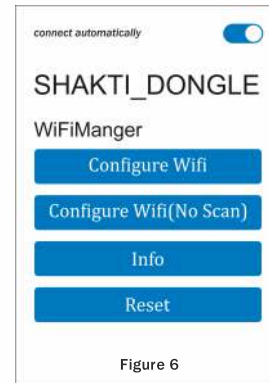 connect automatically
SHAKTI_DONGLE
WiFiManger
Configure Wifi
Configure Wifi(No Scan)
Info
Reset
Figure 6